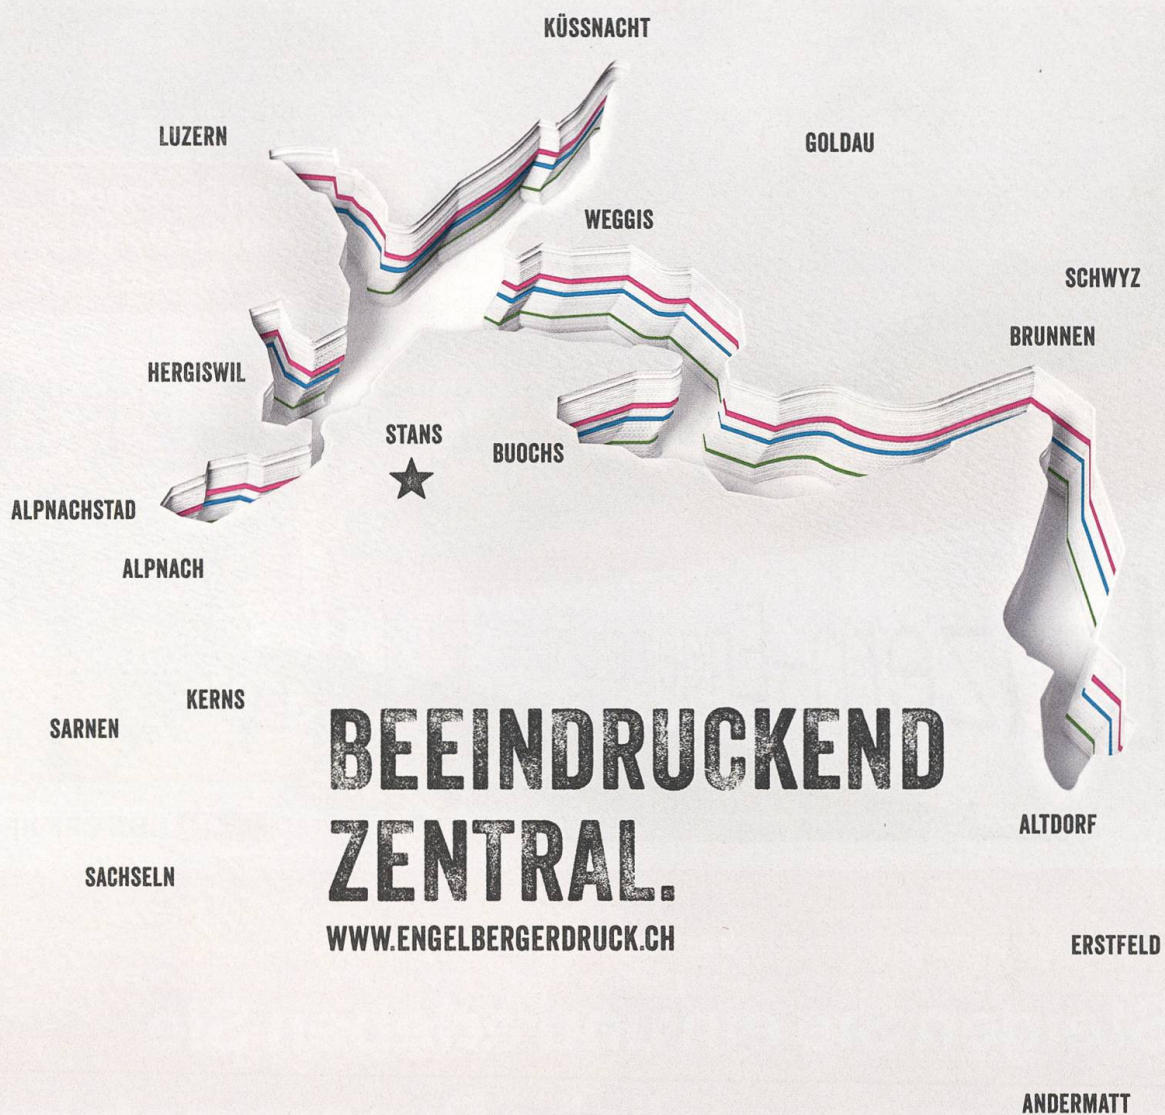 KÜSSNACHT
LUZERN
GOLDAU
WEGGIS
SCHWYZ
BRUNNEN
HERGISWIL
STANS
BUOCHS
ALPNACHSTAD
ALPNACH
KERNS
SARNEN
BEEINDRUCKEND
ZENTRAL.
ALTDORF
SACHSELN
WWW.ENGELBERGERDRUCK.CH
ERSTFELD
ANDERMATT